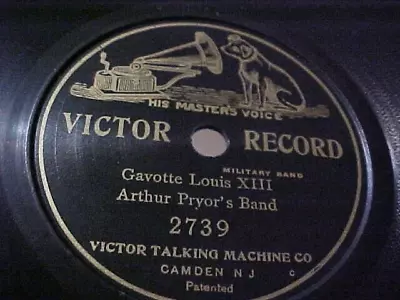 HIS MASTER'S VOICE
VICTOR RECORD
MILITARY BAND
Gavotte Louis XIII
Arthur Pryor's Band
2739
VICTOR TALKING MACHINE CO
CAMDEN N J C
Patented